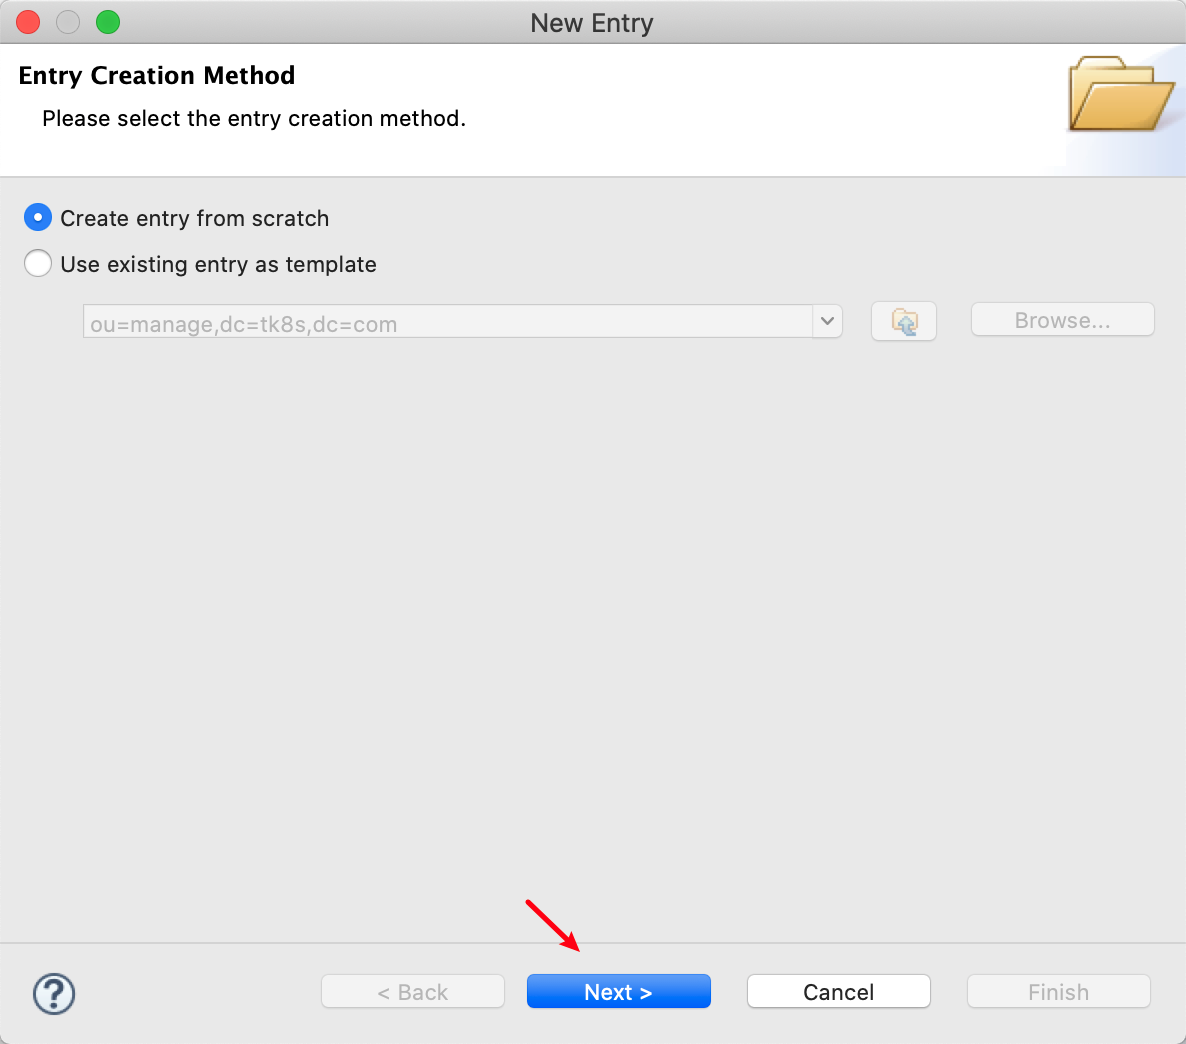 New Entry
Entry Creation Method
Please select the entry creation method.
Create entry from scratch
Use existing entry as template
ou=manage,dc=tk8s,dc=com
Browse...
?
< Back
Next >
Cancel
Finish